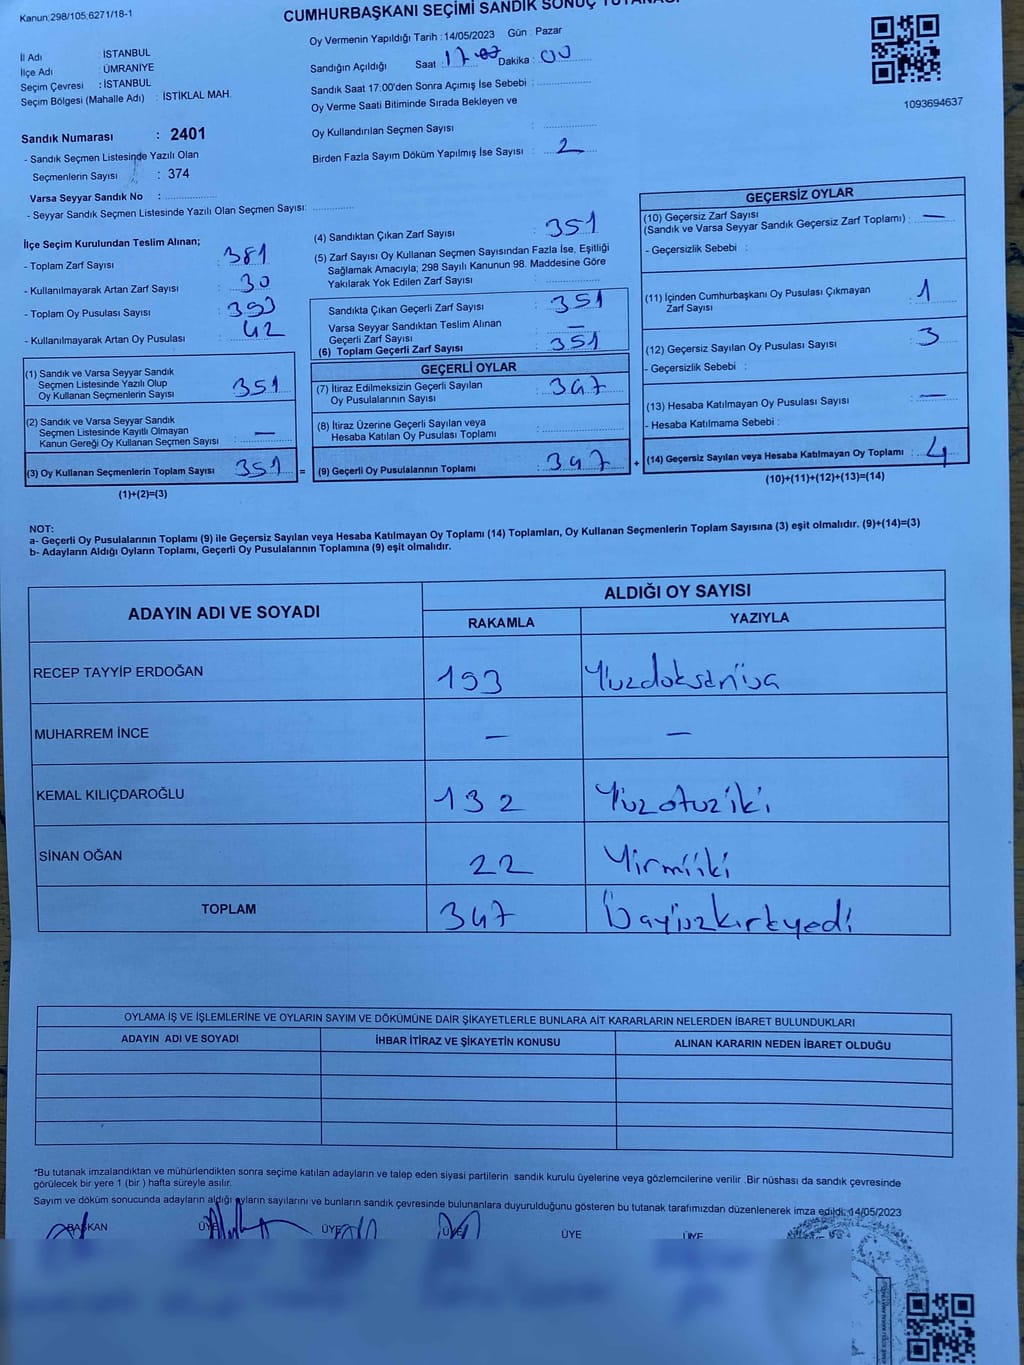 Kanun:298/105,6271/18-1
CUMHURBAŞKANI SEÇİMİ SANDIK SONUÇ TUTANAĞI
Oy Vermenin Yapıldığı Tarih : 14/05/2023 Gün : Pazar
İl Adı : İSTANBUL
İlçe Adı : ÜMRANİYE
Seçim Çevresi : İSTANBUL
Seçim Bölgesi (Mahalle Adı) : İSTİKLAL MAH.
Sandığın Açıldığı Saat : 17 Dakika : 00
Sandık Saat 17:00'den Sonra Açımış İse Sebebi :
Oy Verme Saati Bitiminde Sırada Bekleyen ve
Oy Kullandırılan Seçmen Sayısı :
Birden Fazla Sayım Döküm Yapılmış İse Sayısı : 2
1093694637
Sandık Numarası : 2401
- Sandık Seçmen Listesinde Yazılı Olan
Seçmenlerin Sayısı : 374
Varsa Seyyar Sandık No :
- Seyyar Sandık Seçmen Listesinde Yazılı Olan Seçmen Sayısı:
İlçe Seçim Kurulundan Teslim Alınan;
- Toplam Zarf Sayısı : 381
- Kullanılmayarak Artan Zarf Sayısı : 30
- Toplam Oy Pusulası Sayısı : 393
- Kullanılmayarak Artan Oy Pusulası : 42
(1) Sandık ve Varsa Seyyar Sandık
Seçmen Listesinde Yazılı Olup
Oy Kullanan Seçmenlerin Sayısı : 351
(2) Sandık ve Varsa Seyyar Sandık
Seçmen Listesinde Kayıtlı Olmayan
Kanun Gereği Oy Kullanan Seçmen Sayısı : —
(3) Oy Kullanan Seçmenlerin Toplam Sayısı : 351 =
(1)+(2)=(3)
(4) Sandıktan Çıkan Zarf Sayısı : 351
(5) Zarf Sayısı Oy Kullanan Seçmen Sayısından Fazla İse, Eşitliği
Sağlamak Amacıyla; 298 Sayılı Kanunun 98. Maddesine Göre
Yakılarak Yok Edilen Zarf Sayısı :
Sandıkta Çıkan Geçerli Zarf Sayısı : 351
Varsa Seyyar Sandıktan Teslim Alınan
Geçerli Zarf Sayısı : —
(6) Toplam Geçerli Zarf Sayısı : 351
GEÇERLİ OYLAR
(7) İtiraz Edilmeksizin Geçerli Sayılan
Oy Pusulalarının Sayısı : 347
(8) İtiraz Üzerine Geçerli Sayılan veya
Hesaba Katılan Oy Pusulası Toplamı :
(9) Geçerli Oy Pusulalarının Toplamı : 347 +
GEÇERSİZ OYLAR
(10) Geçersiz Zarf Sayısı
(Sandık ve Varsa Seyyar Sandık Geçersiz Zarf Toplamı) : —
- Geçersizlik Sebebi :
(11) İçinden Cumhurbaşkanı Oy Pusulası Çıkmayan
Zarf Sayısı : 1
(12) Geçersiz Sayılan Oy Pusulası Sayısı : 3
- Geçersizlik Sebebi :
(13) Hesaba Katılmayan Oy Pusulası Sayısı : —
- Hesaba Katılmama Sebebi :
(14) Geçersiz Sayılan veya Hesaba Katılmayan Oy Toplamı : 4
(10)+(11)+(12)+(13)=(14)
NOT:
a- Geçerli Oy Pusulalarının Toplamı (9) ile Geçersiz Sayılan veya Hesaba Katılmayan Oy Toplamı (14) Toplamları, Oy Kullanan Seçmenlerin Toplam Sayısına (3) eşit olmalıdır. (9)+(14)=(3)
b- Adayların Aldığı Oyların Toplamı, Geçerli Oy Pusulalarının Toplamına (9) eşit olmalıdır.
ADAYIN ADI VE SOYADI
ALDIĞI OY SAYISI
RAKAMLA YAZIYLA
RECEP TAYYİP ERDOĞAN 193 Yüzdoksanüç
MUHARREM İNCE — —
KEMAL KILIÇDAROĞLU 132 Yüzotuziki
SİNAN OĞAN 22 Yirmiiki
TOPLAM 347 Üçyüzkırkyedi
OYLAMA İŞ VE İŞLEMLERİNE VE OYLARIN SAYIM VE DÖKÜMÜNE DAİR ŞİKAYETLERLE BUNLARA AİT KARARLARIN NELERDEN İBARET BULUNDUKLARI
ADAYIN ADI VE SOYADI İHBAR İTİRAZ VE ŞİKAYETİN KONUSU ALINAN KARARIN NEDEN İBARET OLDUĞU
*Bu tutanak imzalandıktan ve mühürlendikten sonra seçime katılan adayların ve talep eden siyasi partilerin sandık kurulu üyelerine veya gözlemcilerine verilir .Bir nüshası da sandık çevresinde
görülecek bir yere 1 (bir ) hafta süreyle asılır.
Sayım ve döküm sonucunda adayların aldığı oyların sayılarını ve bunların sandık çevresinde bulunanlara duyurulduğunu gösteren bu tutanak tarafımızdan düzenlenerek imza edildi. 14/05/2023
BAŞKAN ÜYE ÜYE ÜYE ÜYE ÜYE